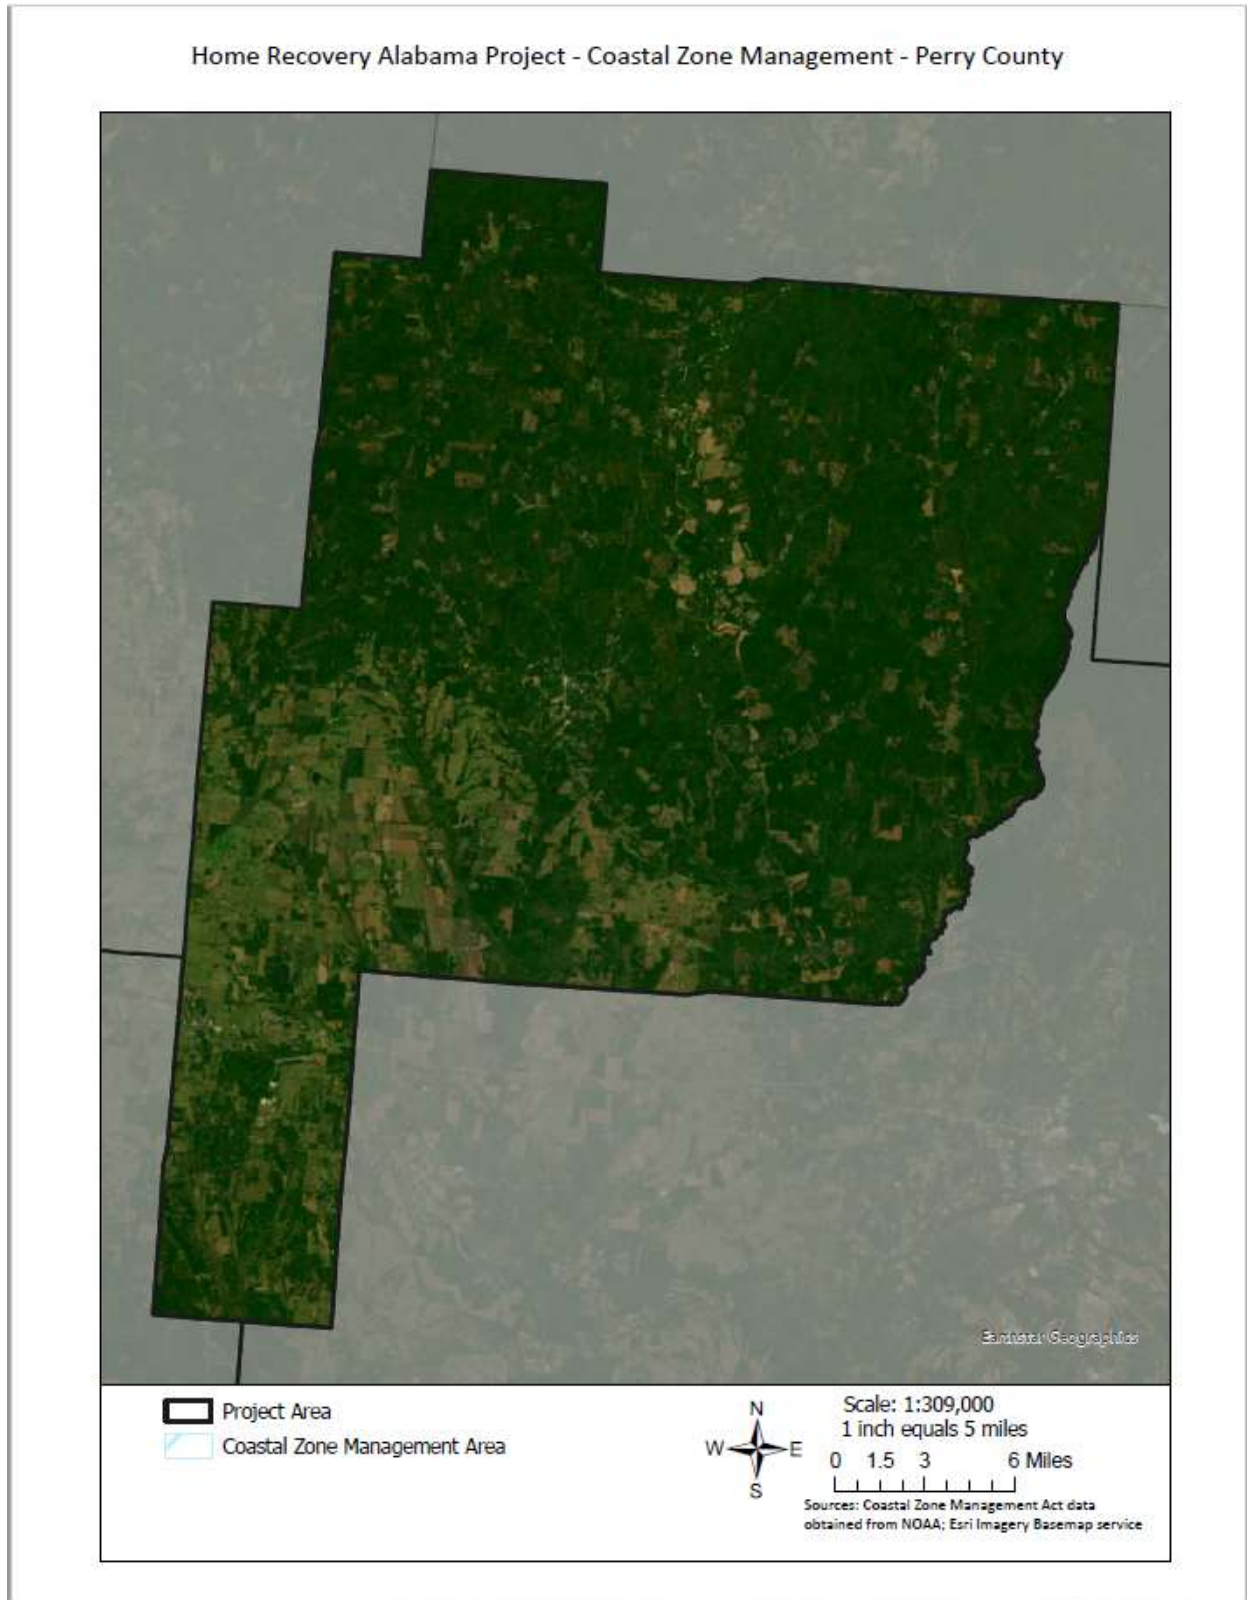 Home Recovery Alabama Project - Coastal Zone Management - Perry County
Earthstar Geographics
Project Area
Coastal Zone Management Area
N
W E
S
Scale: 1:309,000
1 inch equals 5 miles
0 1.5 3 6 Miles
Sources: Coastal Zone Management Act data
obtained from NOAA; Esri Imagery Basemap service